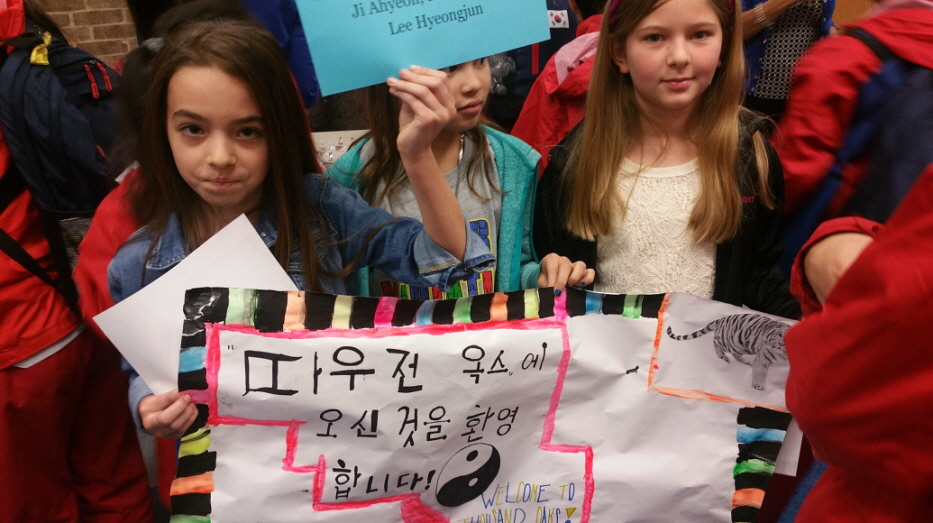 Ji Ahyeon,
Lee Hyeongjun
"따우전 옥스"에
오신 것을 환영
합니다!
WELCOME TO
THOUSAND OAKS!